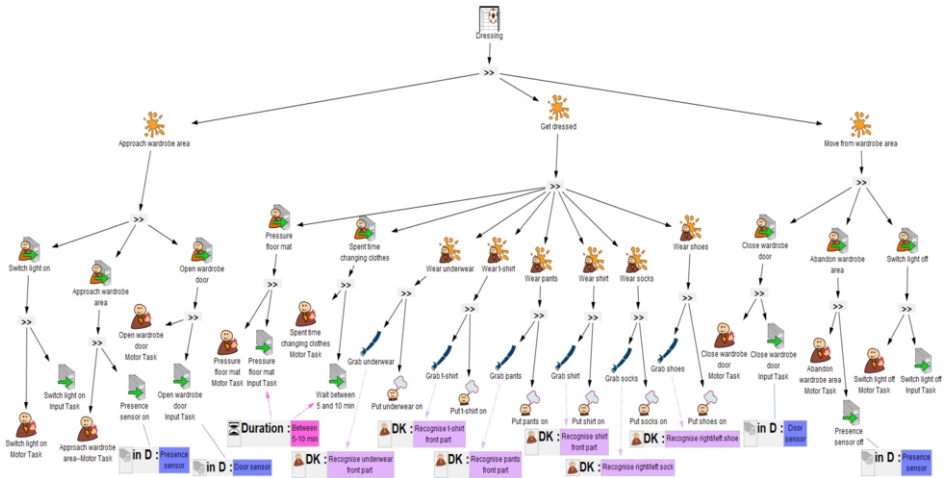 Dressing
>>
Approach wardrobe area
Get dressed
Move from wardrobe area
>>
>>
>>
Switch light on
Approach wardrobe
area
Open wardrobe
door
Pressure
floor mat
Spent time
changing clothes
Wear underwear
Wear t-shirt
Wear pants
Wear shirt
Wear socks
Wear shoes
Close wardrobe
door
Abandon wardrobe
area
Switch light off
>>
>>
>>
>>
>>
>>
>>
>>
>>
>>
>>
>>
>>
>>
Switch light on
Motor Task
Switch light on
Input Task
Approach wardrobe
area--Motor Task
Presence
sensor on
Open wardrobe
door
Motor Task
Open wardrobe
door
Input Task
Pressure
floor mat
Motor Task
Pressure
floor mat
Input Task
Spent time
changing clothes
Motor Task
Wait between
5 and 10 min
Grab underwear
Put underwear on
Grab t-shirt
Put t-shirt on
Grab pants
Put pants on
Grab shirt
Put shirt on
Grab socks
Put socks on
Grab shoes
Put shoes on
Close wardrobe
door
Motor Task
Close wardrobe
door
Input Task
Abandon
wardrobe area
Motor Task
Presence
sensor off
Switch light off
Motor Task
Switch light off
Input Task
in D : Presence
sensor
in D : Door sensor
Duration : Between
5-10 min
DK : Recognise underwear
front part
DK : Recognise t-shirt
front part
DK : Recognise pants
front part
DK : Recognise shirt
front part
DK : Recognise right/left sock
DK : Recognise right/left shoe
in D : Door
sensor
in D : Presence
sensor